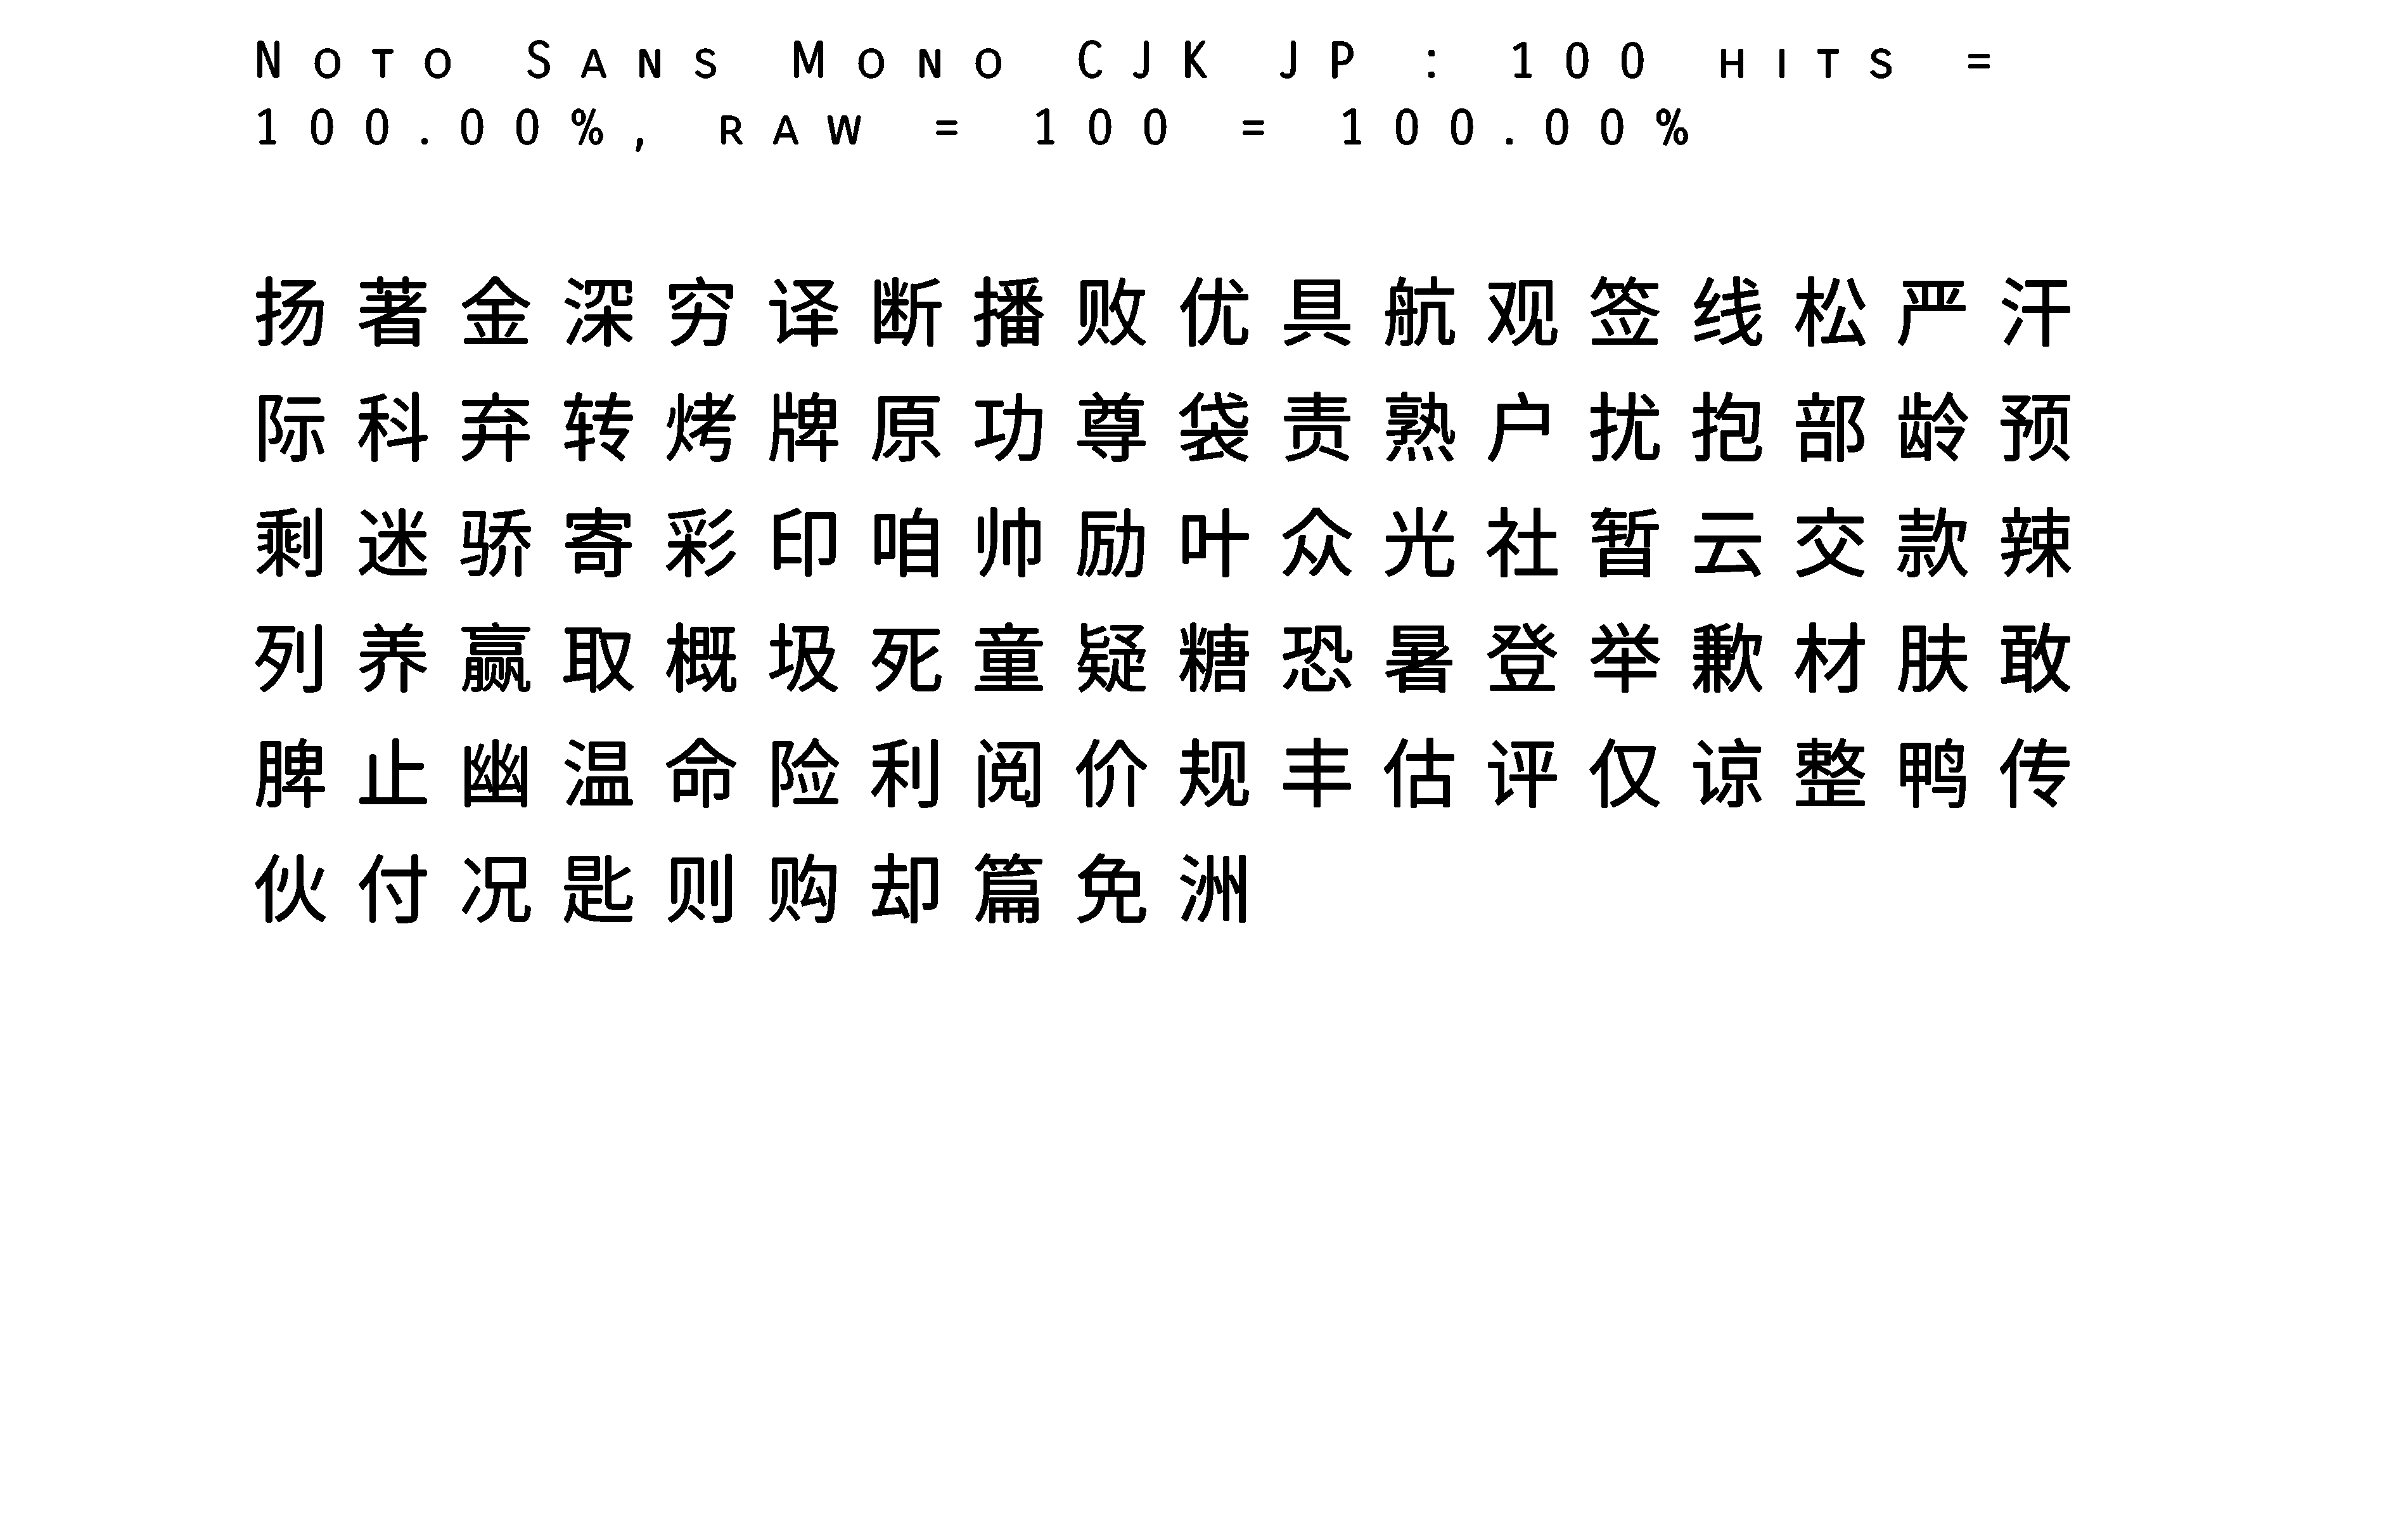 Noto Sans Mono CJK JP : 100 hits =
100.00%, raw = 100 = 100.00%
扬著金深穷译断播败优具航观签线松严汗
际科弃转烤牌原功尊袋责熟户扰抱部龄预
剩迷骄寄彩印咱帅励叶众光社暂云交款辣
列养赢取概圾死童疑糖恐暑登举歉材肤敢
脾止幽温命险利阅价规丰估评仅谅整鸭传
伙付况匙则购却篇免洲